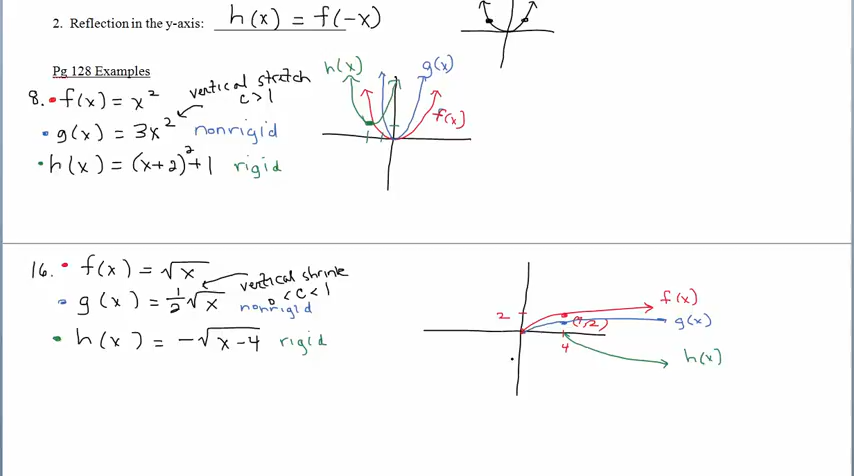 2. Reflection in the y-axis: h(x) = f(-x)
Pg 128 Examples
8. f(x) = x²
vertical stretch
c > 1
g(x) = 3x² nonrigid
h(x) = (x+2)² + 1 rigid
h(x)
g(x)
f(x)
16. f(x) = √x
vertical shrink
0 < c < 1
g(x) = 1/2 √x nonrigid
h(x) = -√(x-4) rigid
2
4
f(x)
g(x)
h(x)